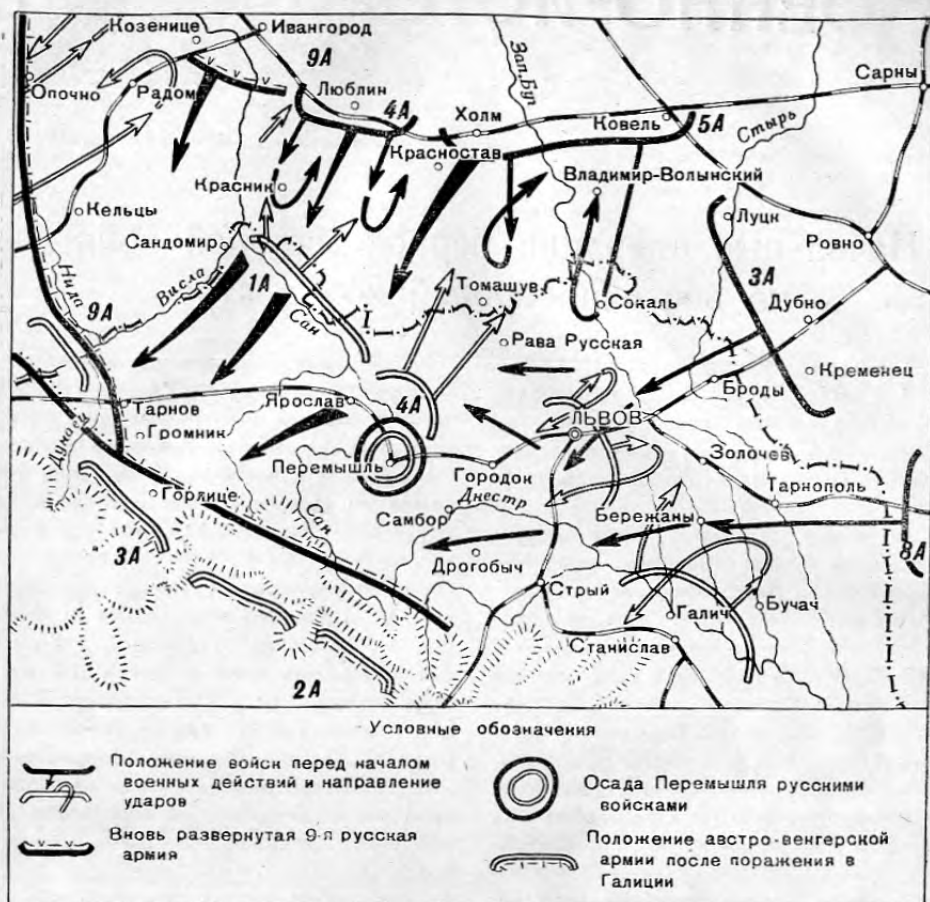 Козенице
Ивангород
9А
Зап. Буг
Сарны
Опочно
Радом
Люблин
4А
Холм
Ковель
5А
Стырь
Красностав
Красник
Владимир-Волынский
Кельцы
Луцк
Сандомир
Ровно
Висла
1А
Томашув
3А
Нида
Сан
Сокаль
Дубно
9А
I
Рава Русская
I
Кременец
Броды
Тарнов
Ярослав
4А
ЛЬВОВ
Громник
Дунаец
Золочев
Перемышль
Городок
Тарнополь
Горлице
Днестр
Сан
Самбор
Бережаны
3А
8А
Дрогобыч
Стрый
Галич
Бучач
Станислав
2А
I
I
I
Условные обозначения
Положение войск перед началом
военных действий и направление
ударов
Вновь развернутая 9-я русская
армия
Осада Перемышля русскими
войсками
Положение австро-венгерской
армии после поражения в
Галиции